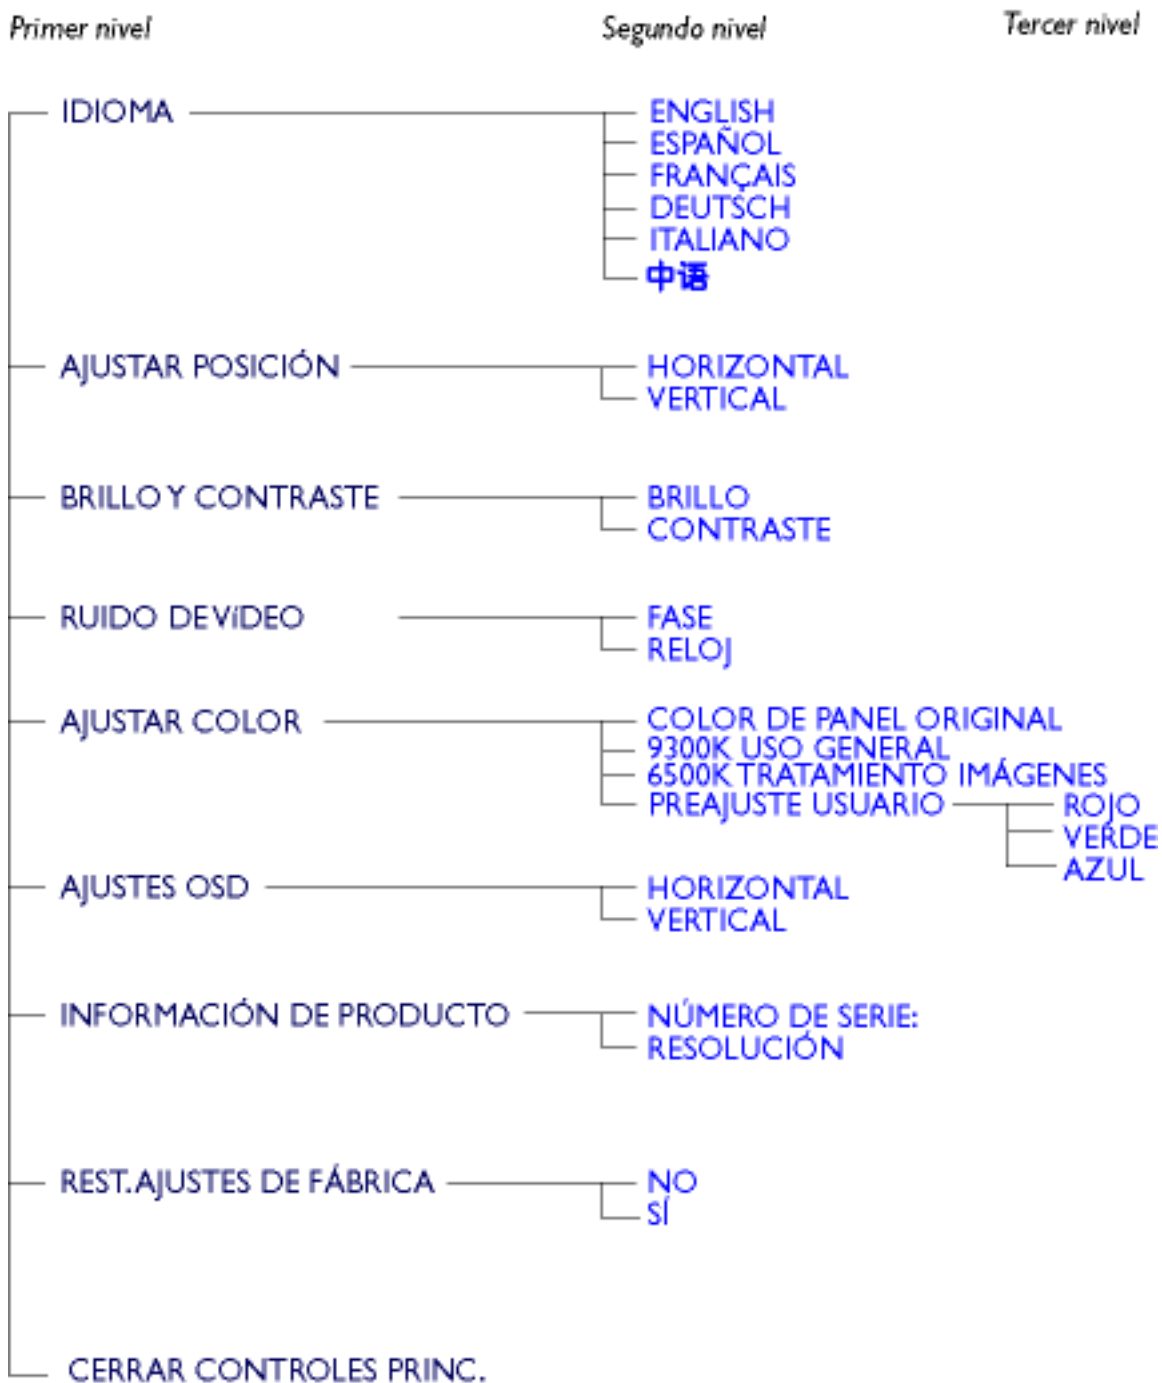 Primer nivel
Segundo nivel
Tercer nivel
IDIOMA
ENGLISH
ESPAÑOL
FRANÇAIS
DEUTSCH
ITALIANO
中语
AJUSTAR POSICIÓN
HORIZONTAL
VERTICAL
BRILLO Y CONTRASTE
BRILLO
CONTRASTE
RUIDO DE VíDEO
FASE
RELOJ
AJUSTAR COLOR
COLOR DE PANEL ORIGINAL
9300K USO GENERAL
6500K TRATAMIENTO IMÁGENES
PREAJUSTE USUARIO
ROJO
VERDE
AZUL
AJUSTES OSD
HORIZONTAL
VERTICAL
INFORMACIÓN DE PRODUCTO
NÚMERO DE SERIE:
RESOLUCIÓN
REST. AJUSTES DE FÁBRICA
NO
SÍ
CERRAR CONTROLES PRINC.